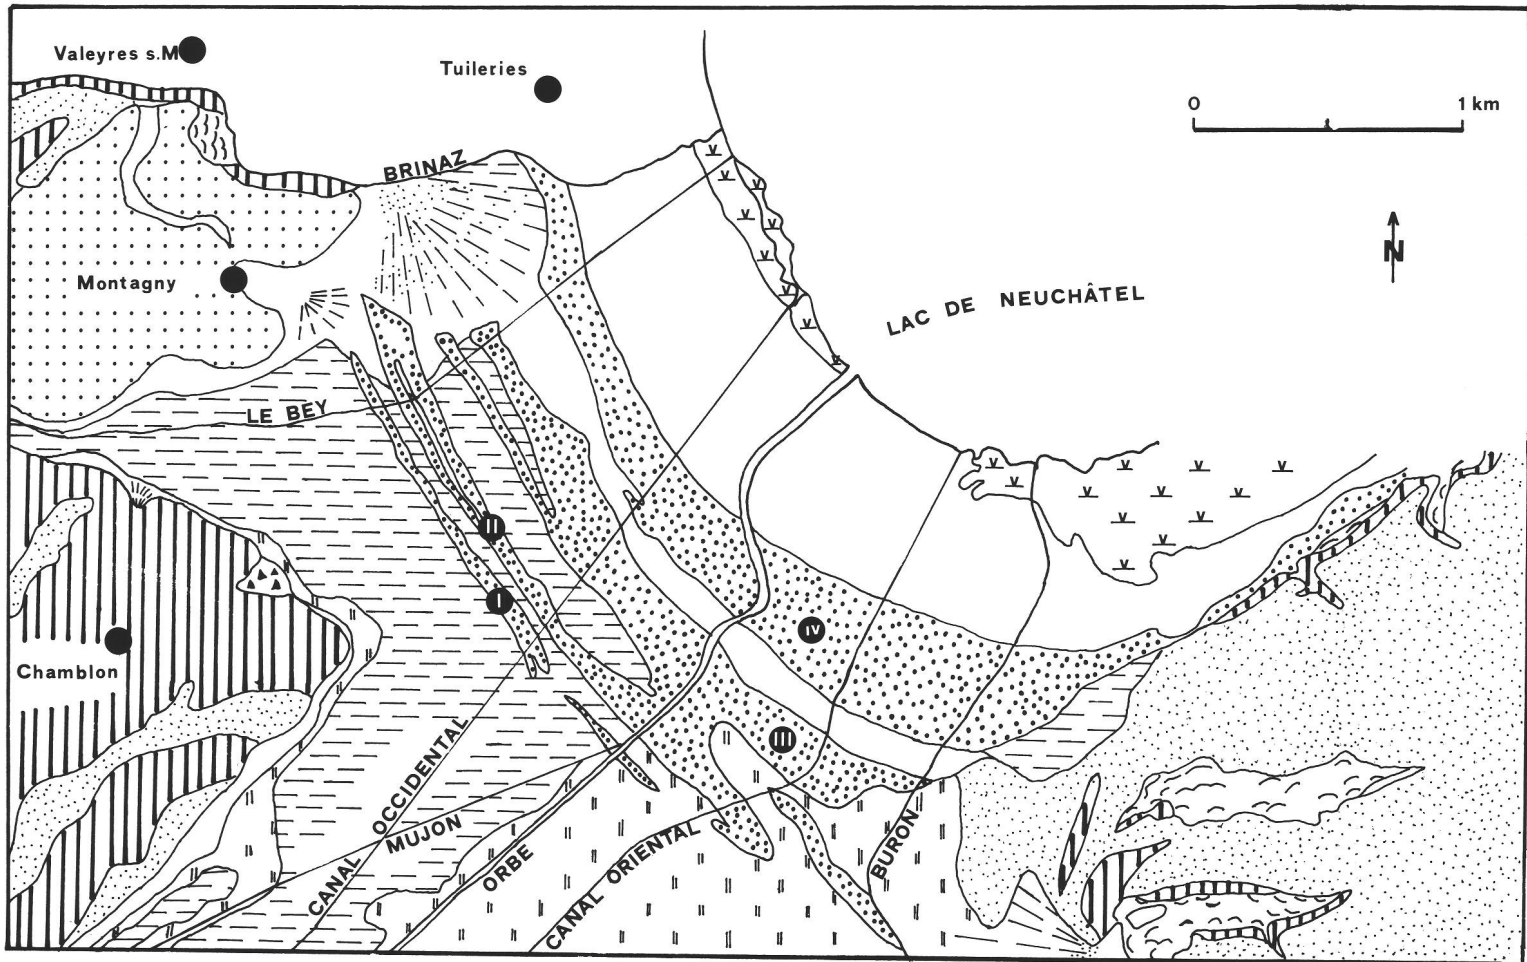 Valeyres s.M
Tuileries
0 1 km
BRINAZ
N
Montagny
LAC DE NEUCHÂTEL
LE BEY
II
I
IV
Chamblon
III
CANAL OCCIDENTAL
MUJON
ORBE
CANAL ORIENTAL
BURON